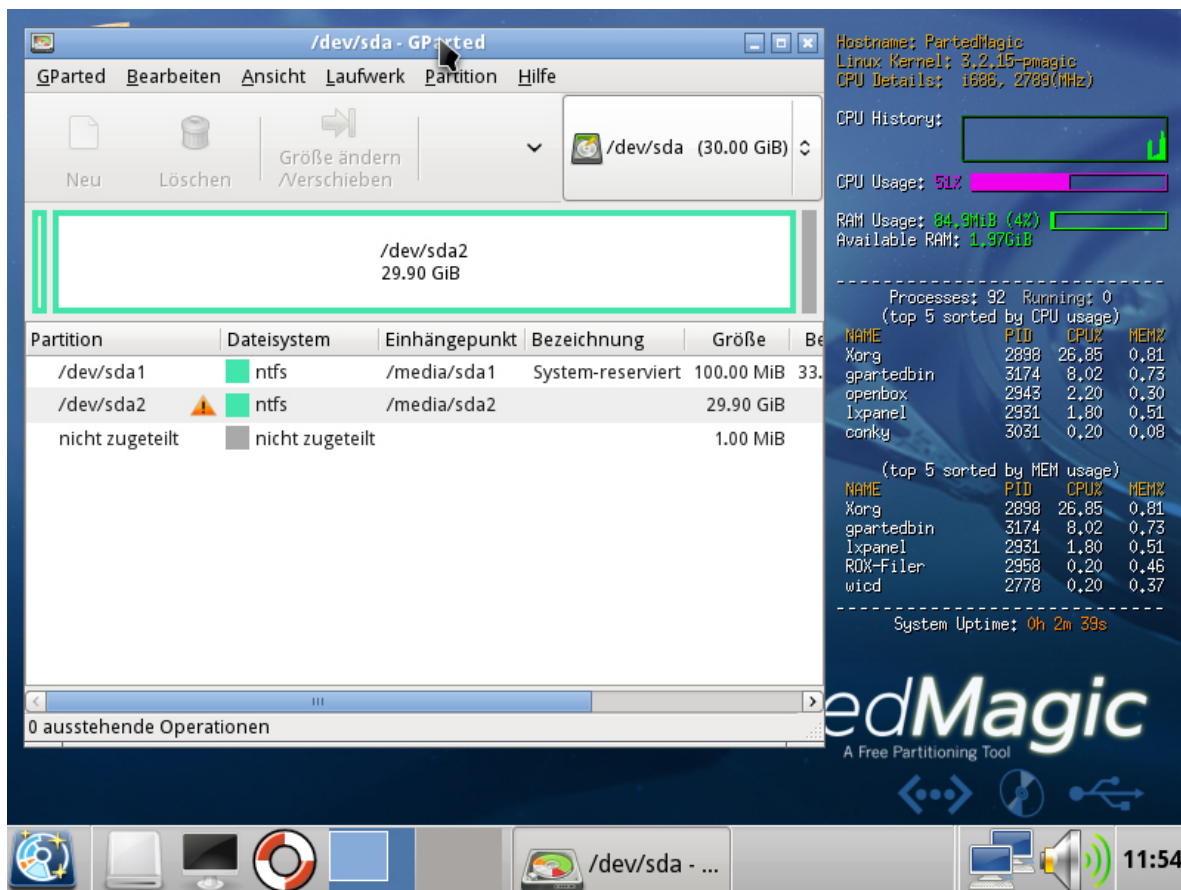 /dev/sda - GParted
GParted Bearbeiten Ansicht Laufwerk Partition Hilfe
Neu
Löschen
Größe ändern
/Verschieben
/dev/sda (30.00 GiB)
/dev/sda2
29.90 GiB
Partition Dateisystem Einhängepunkt Bezeichnung Größe Be
/dev/sda1 ntfs /media/sda1 System-reserviert 100.00 MiB 33.
/dev/sda2 ntfs /media/sda2 29.90 GiB
nicht zugeteilt nicht zugeteilt 1.00 MiB
0 ausstehende Operationen
Hostname: PartedMagic
Linux Kernel: 3.2.15-pmagic
CPU Details: i686, 2789(MHz)
CPU History:
CPU Usage: 51%
RAM Usage: 84.9MiB (4%)
Available RAM: 1.97GiB
Processes: 92 Running: 0
(top 5 sorted by CPU usage)
NAME PID CPU% MEM%
Xorg 2898 26.85 0.81
gpartedbin 3174 8.02 0.73
openbox 2943 2.20 0.30
lxpanel 2931 1.80 0.51
conky 3031 0.20 0.08
(top 5 sorted by MEM usage)
NAME PID CPU% MEM%
Xorg 2898 26.85 0.81
gpartedbin 3174 8.02 0.73
lxpanel 2931 1.80 0.51
ROX-Filer 2958 0.20 0.46
wicd 2778 0.20 0.37
System Uptime: 0h 2m 39s
edMagic
A Free Partitioning Tool
/dev/sda - ...
11:54